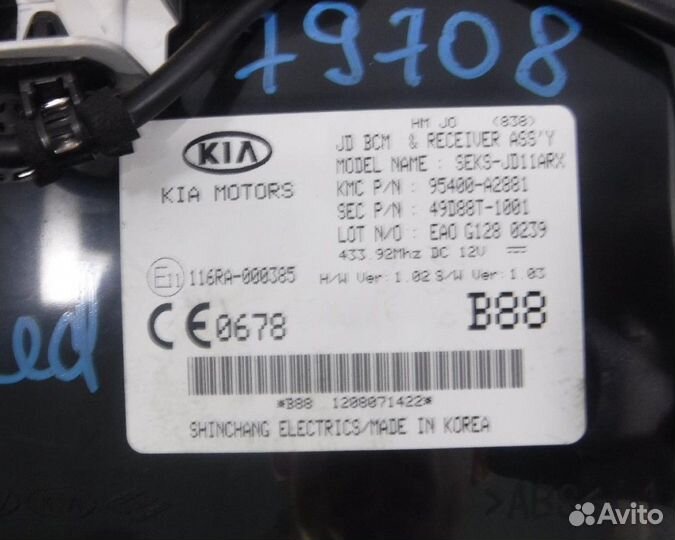 79708
HM JD (838)
JD BCM & RECEIVER ASS'Y
MODEL NAME : SEKS-JD11ARX
KMC P/N : 95400-A2881
SEC P/N : 49D88T-1001
LOT N/O : EAO G128 0239
433.92Mhz DC 12V
H/W Ver:1.02 S/W Ver:1.03
KIA
KIA MOTORS
E11 116RA-000385
CE0678
B88
*B88 1208071422*
SHINCHANG ELECTRICS/MADE IN KOREA
>ABS
Avito